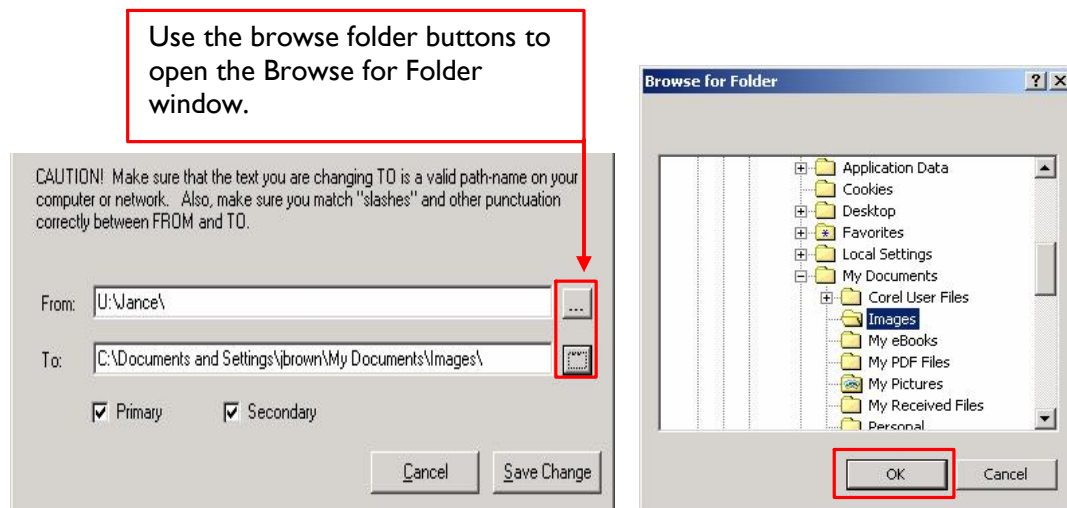 Use the browse folder buttons to
open the Browse for Folder
window.
CAUTION! Make sure that the text you are changing TO is a valid path-name on your
computer or network. Also, make sure you match "slashes" and other punctuation
correctly between FROM and TO.
From: U:\Jance\ ...
To: C:\Documents and Settings\jbrown\My Documents\Images\ ...
Primary Secondary
Cancel Save Change
Browse for Folder
Application Data
Cookies
Desktop
Favorites
Local Settings
My Documents
Corel User Files
Images
My eBooks
My PDF Files
My Pictures
My Received Files
Personal
OK Cancel